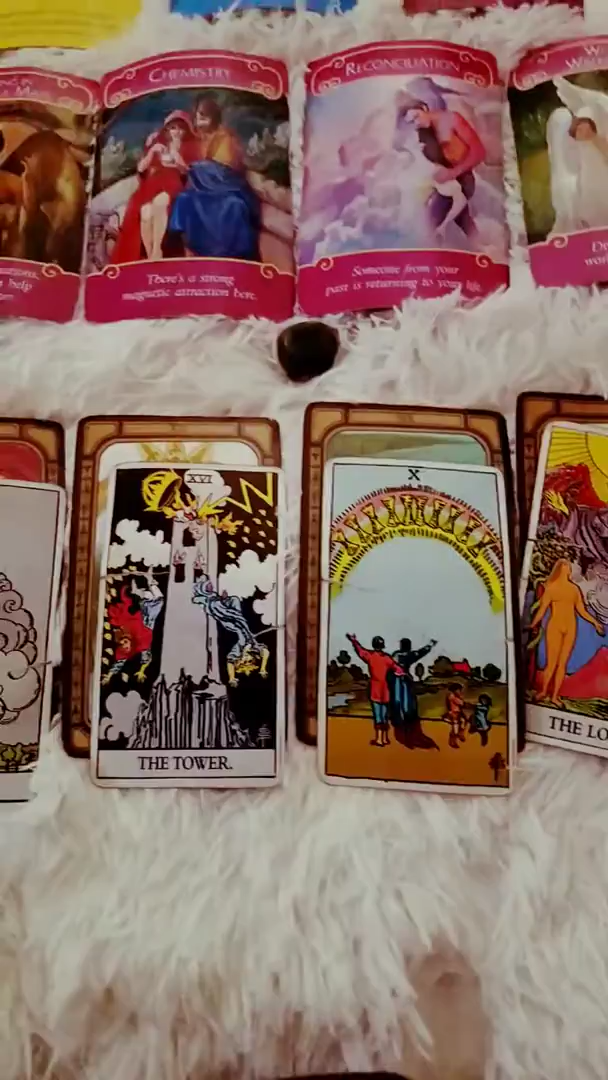 CHEMISTRY
RECONCILIATION
help
There's a strong
magnetic attraction here.
Someone from your
past is returning to your life.
XVI
X
THE TOWER.
THE LO